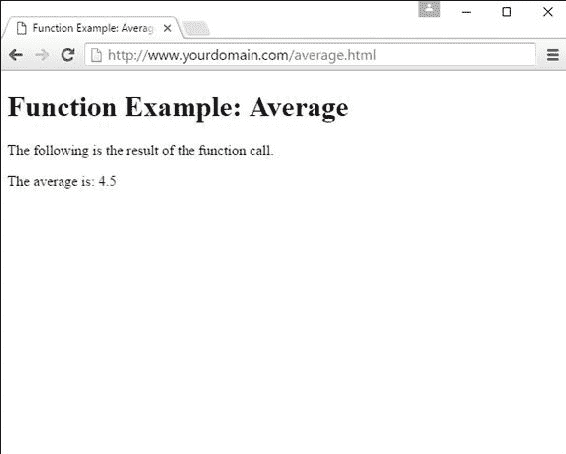 Function Example: Averag
http://www.yourdomain.com/average.html
Function Example: Average
The following is the result of the function call.
The average is: 4.5